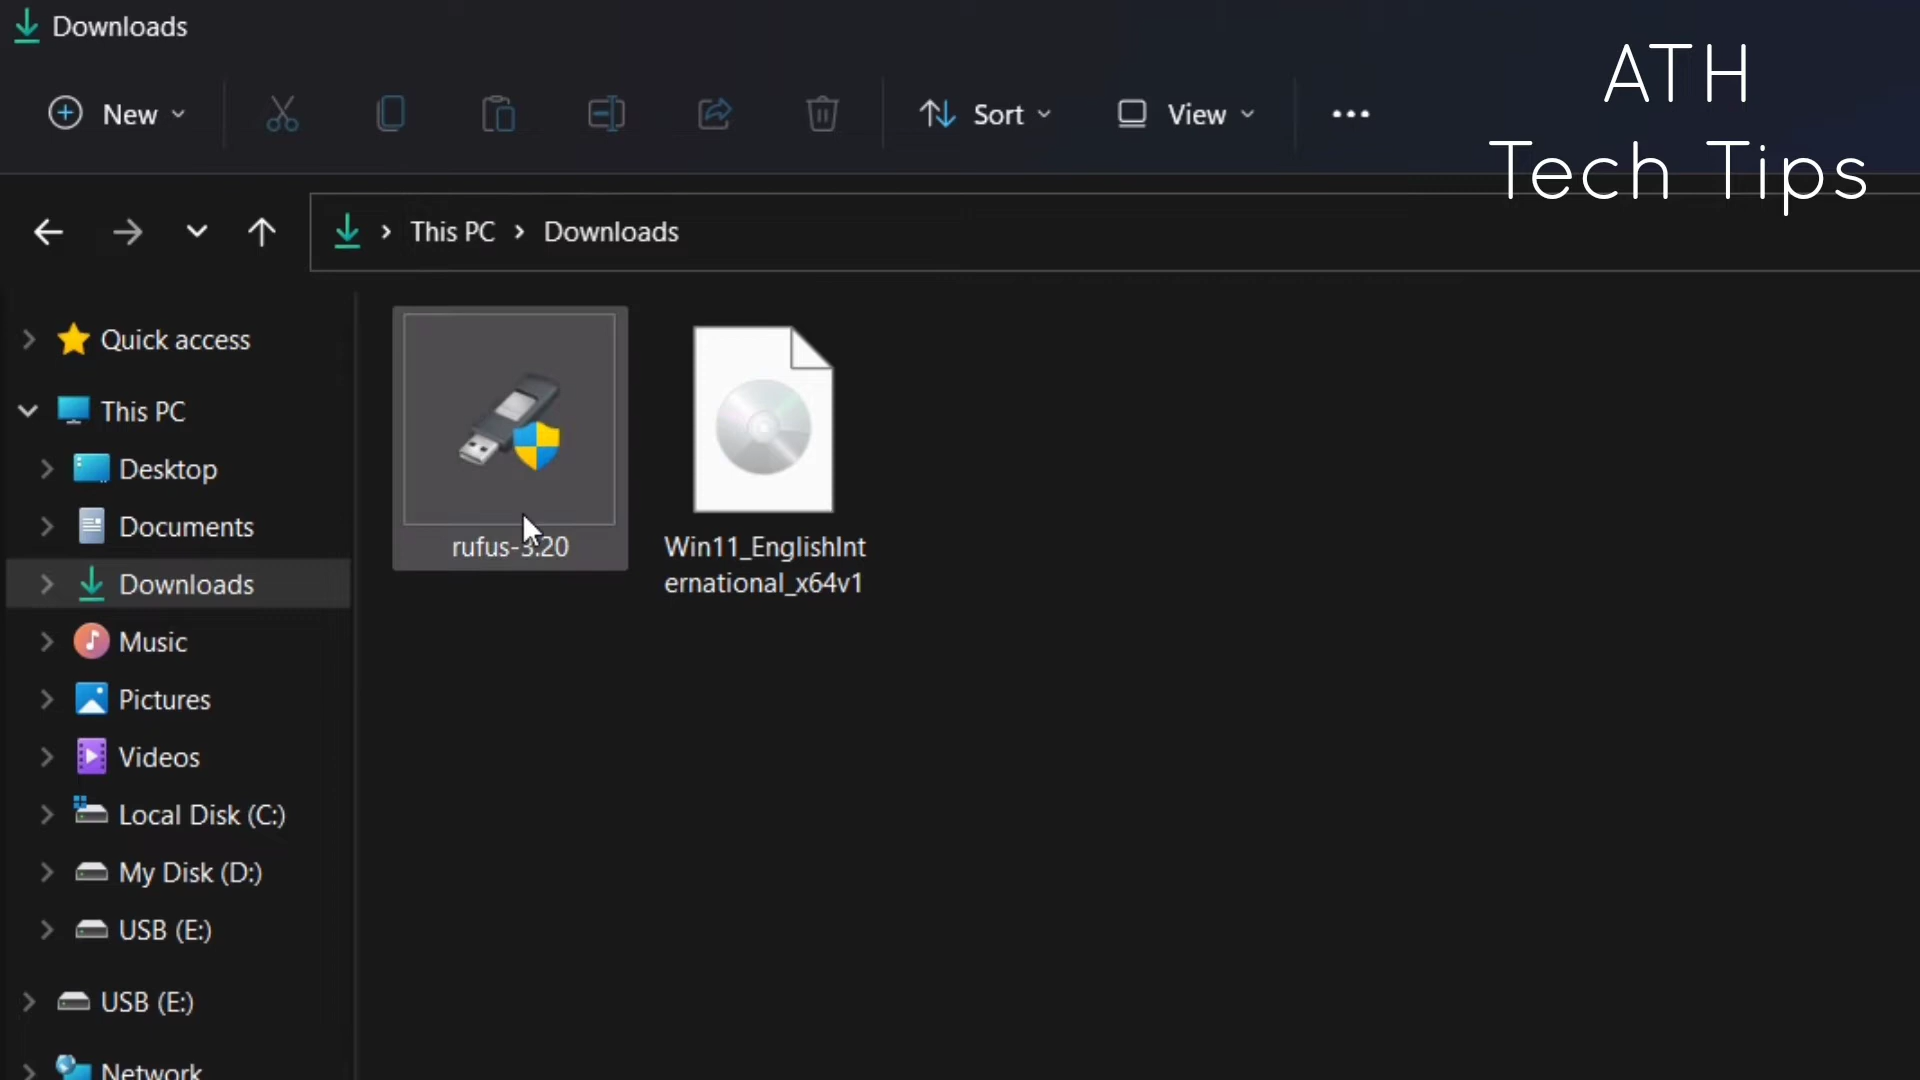 Downloads
ATH
Tech Tips
New
Sort
View
This PC
Downloads
Quick access
This PC
Desktop
Documents
Downloads
Music
Pictures
Videos
Local Disk (C:)
My Disk (D:)
USB (E:)
USB (E:)
Network
rufus-3.20
Win11_EnglishInt
ernational_x64v1